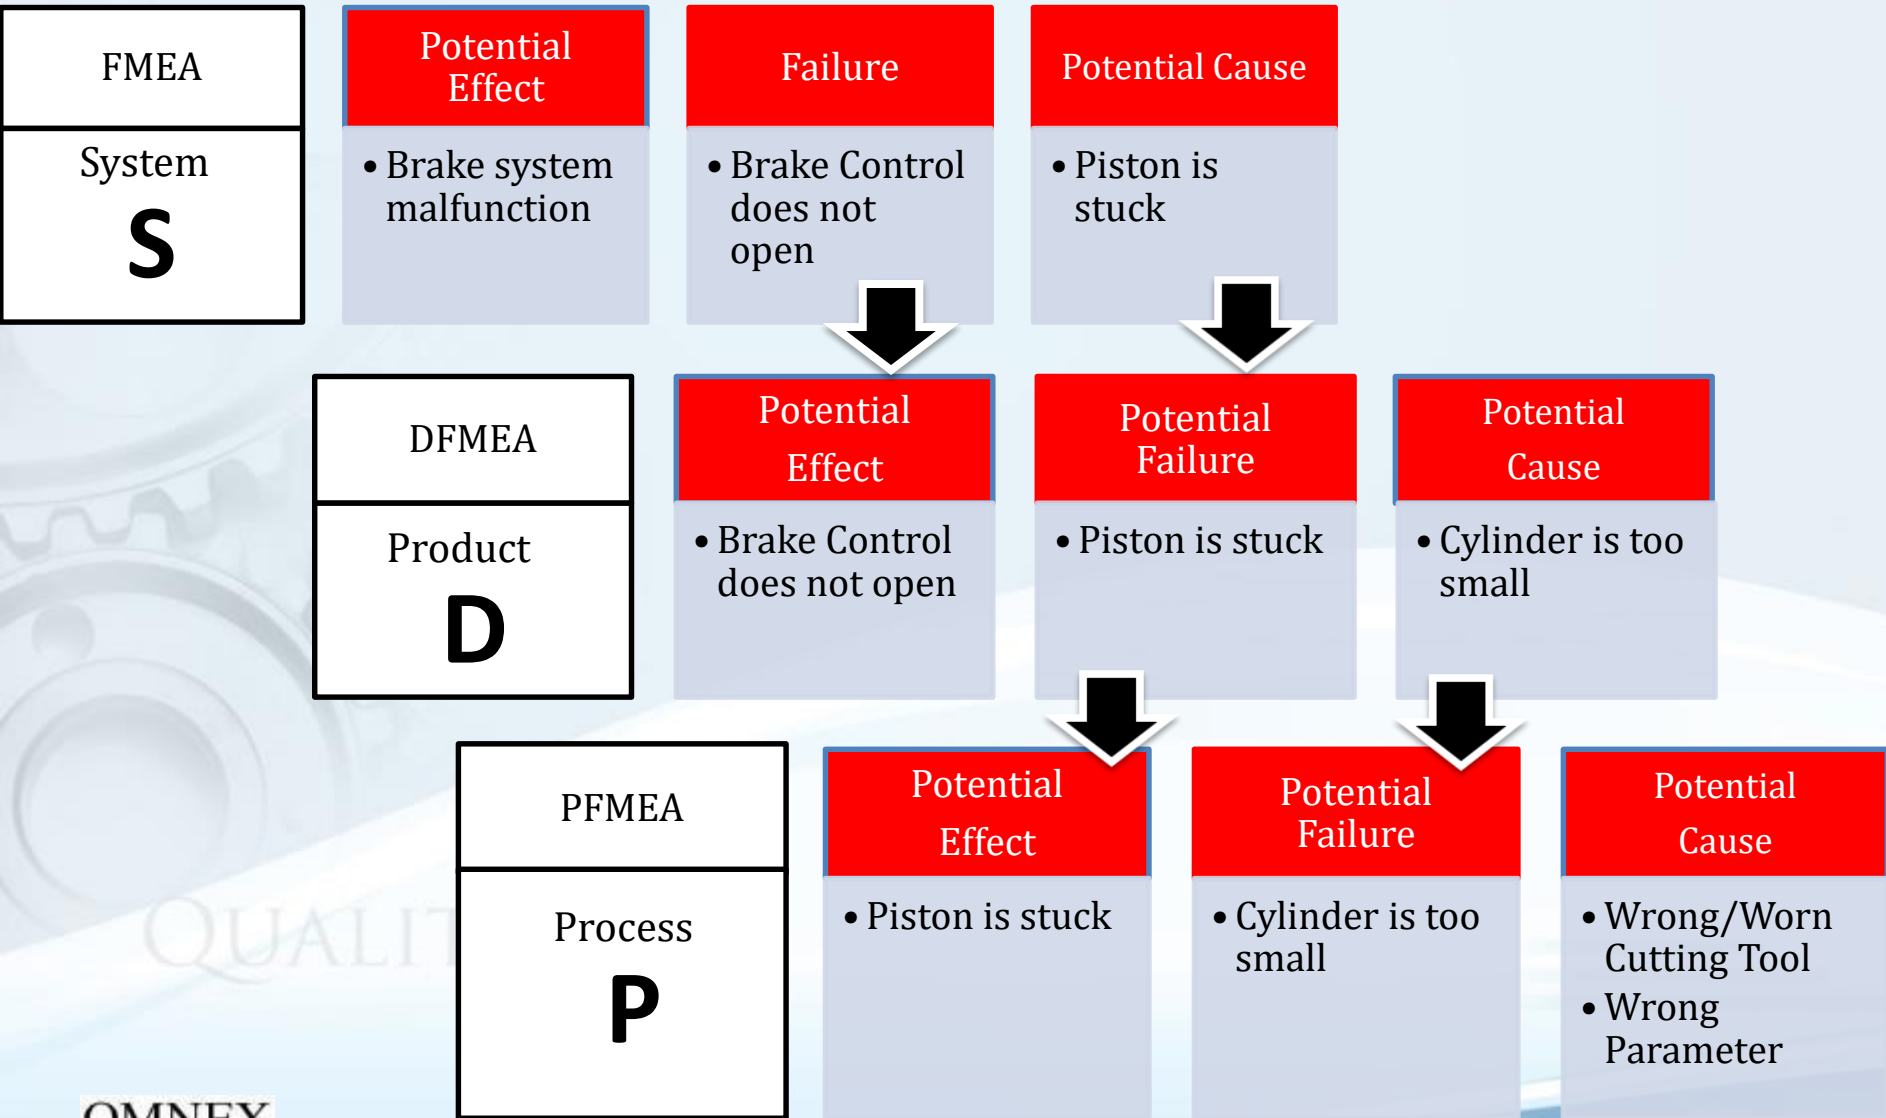 FMEA
Potential
Effect
Failure
Potential Cause
System
S
• Brake system
malfunction
• Brake Control
does not
open
• Piston is
stuck
DFMEA
Potential
Effect
Potential
Failure
Potential
Cause
Product
D
• Brake Control
does not open
• Piston is stuck
• Cylinder is too
small
PFMEA
Potential
Effect
Potential
Failure
Potential
Cause
Process
P
• Piston is stuck
• Cylinder is too
small
• Wrong/Worn
Cutting Tool
• Wrong
Parameter
QUALIT
OMNEX